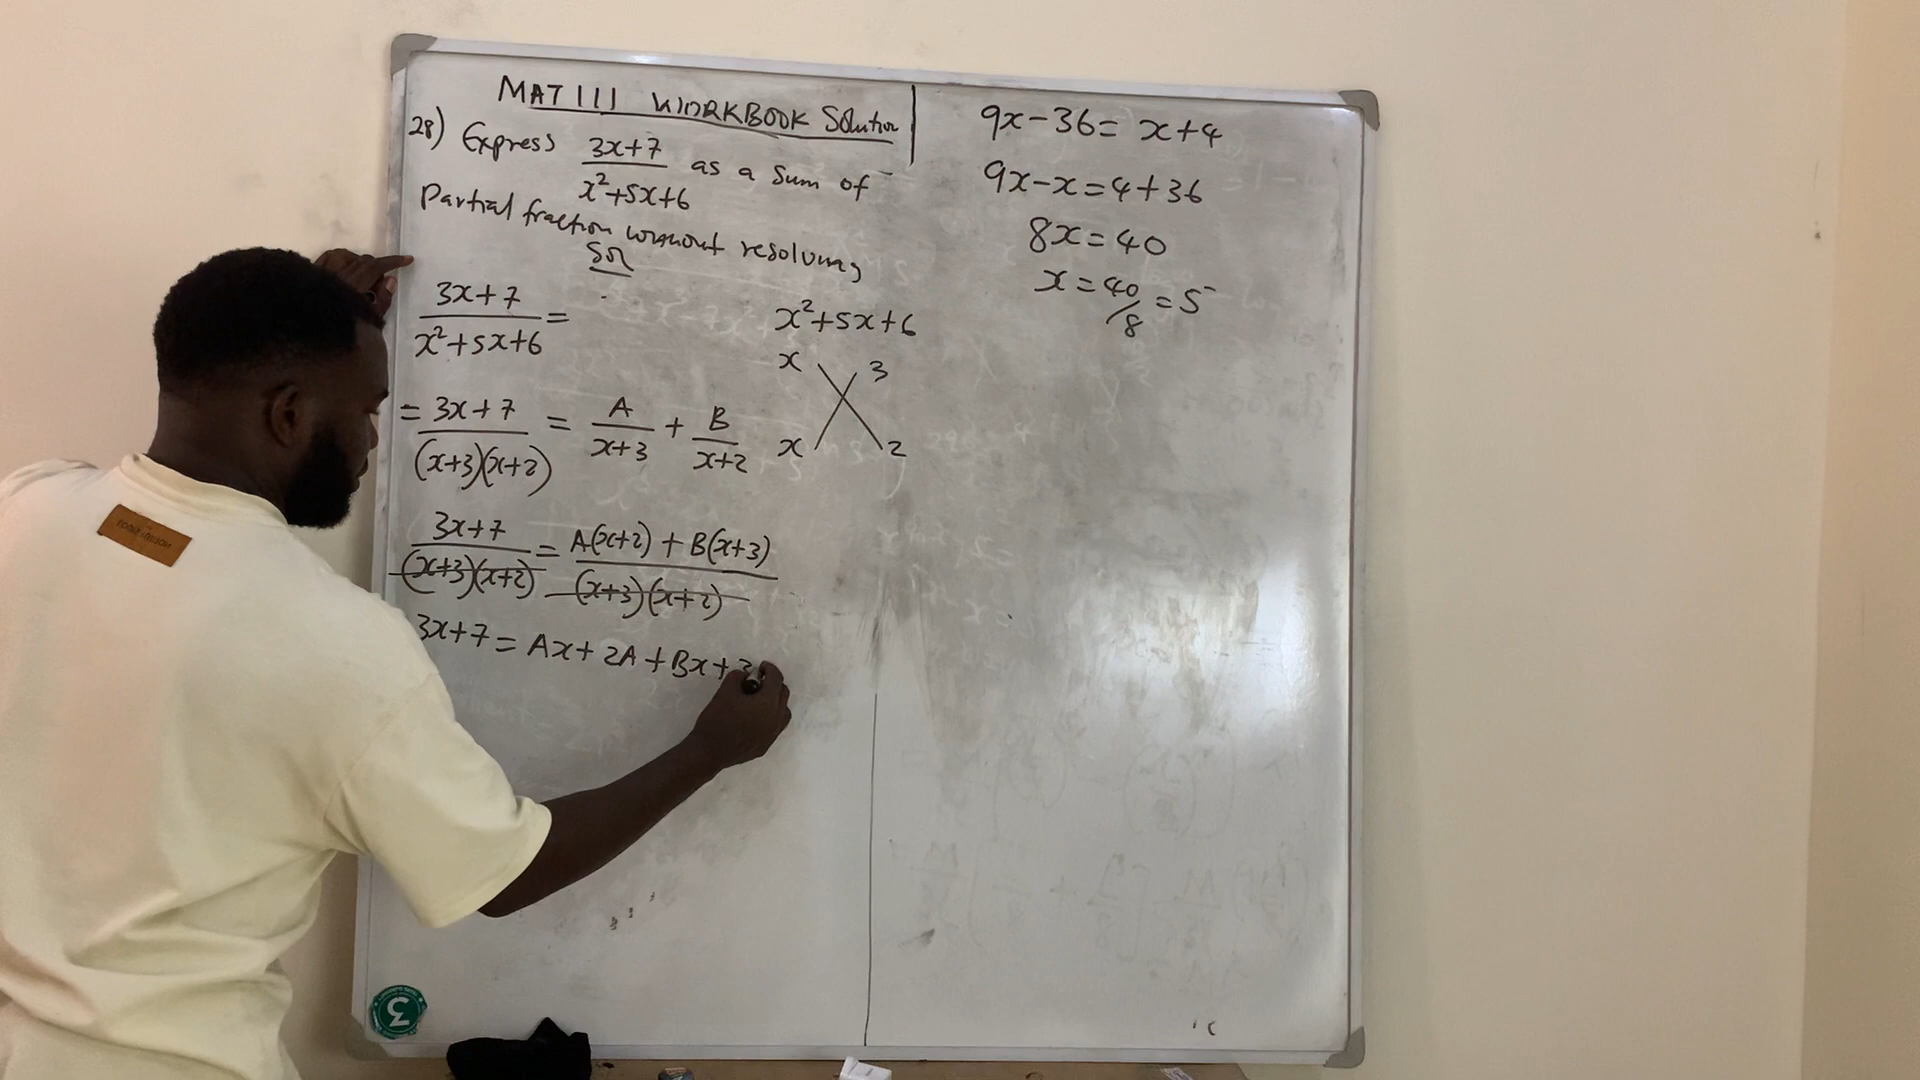 MAT 111 WORKBOOK Solution
28) Express 3x+7 / x²+5x+6 as a Sum of
Partial fraction without resolving
Sol
3x+7 / x²+5x+6 =
= 3x+7 / (x+3)(x+2) = A / x+3 + B / x+2
3x+7 / (x+3)(x+2) = A(x+2) + B(x+3) / (x+3)(x+2)
3x+7 = Ax + 2A + Bx + 3
x²+5x+6
x 3
x 2
9x-36 = x+4
9x-x = 4+36
8x = 40
x = 40/8 = 5